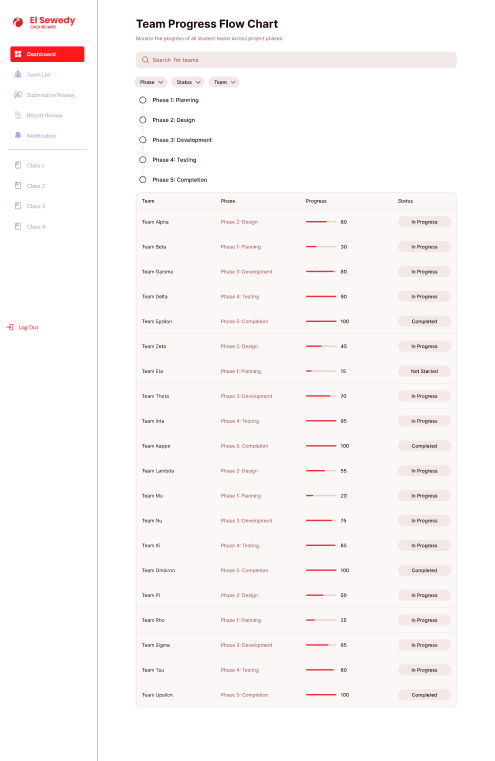 El Sewedy
DASHBOARD
Dashboard
Team List
Submission Review
Report Review
Notification
Class 1
Class 2
Class 3
Class 4
Log Out
Team Progress Flow Chart
Monitor the progress of all student teams across project phases.
Search for teams
Phase Status Team
Phase 1: Planning
Phase 2: Design
Phase 3: Development
Phase 4: Testing
Phase 5: Completion
Team Phase Progress Status
Team Alpha Phase 2: Design 60 In Progress
Team Beta Phase 1: Planning 30 In Progress
Team Gamma Phase 3: Development 80 In Progress
Team Delta Phase 4: Testing 90 In Progress
Team Epsilon Phase 5: Completion 100 Completed
Team Zeta Phase 2: Design 45 In Progress
Team Eta Phase 1: Planning 15 Not Started
Team Theta Phase 3: Development 70 In Progress
Team Iota Phase 4: Testing 95 In Progress
Team Kappa Phase 5: Completion 100 Completed
Team Lambda Phase 2: Design 55 In Progress
Team Mu Phase 1: Planning 20 In Progress
Team Nu Phase 3: Development 75 In Progress
Team Xi Phase 4: Testing 85 In Progress
Team Omicron Phase 5: Completion 100 Completed
Team Pi Phase 2: Design 50 In Progress
Team Rho Phase 1: Planning 25 In Progress
Team Sigma Phase 3: Development 65 In Progress
Team Tau Phase 4: Testing 80 In Progress
Team Upsilon Phase 5: Completion 100 Completed